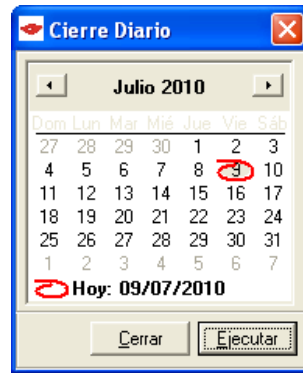 Cierre Diario
Julio 2010
Dom Lun Mar Mié Jue Vie Sáb
27 28 29 30 1 2 3
4 5 6 7 8 9 10
11 12 13 14 15 16 17
18 19 20 21 22 23 24
25 26 27 28 29 30 31
1 2 3 4 5 6 7
Hoy: 09/07/2010
Cerrar Ejecutar